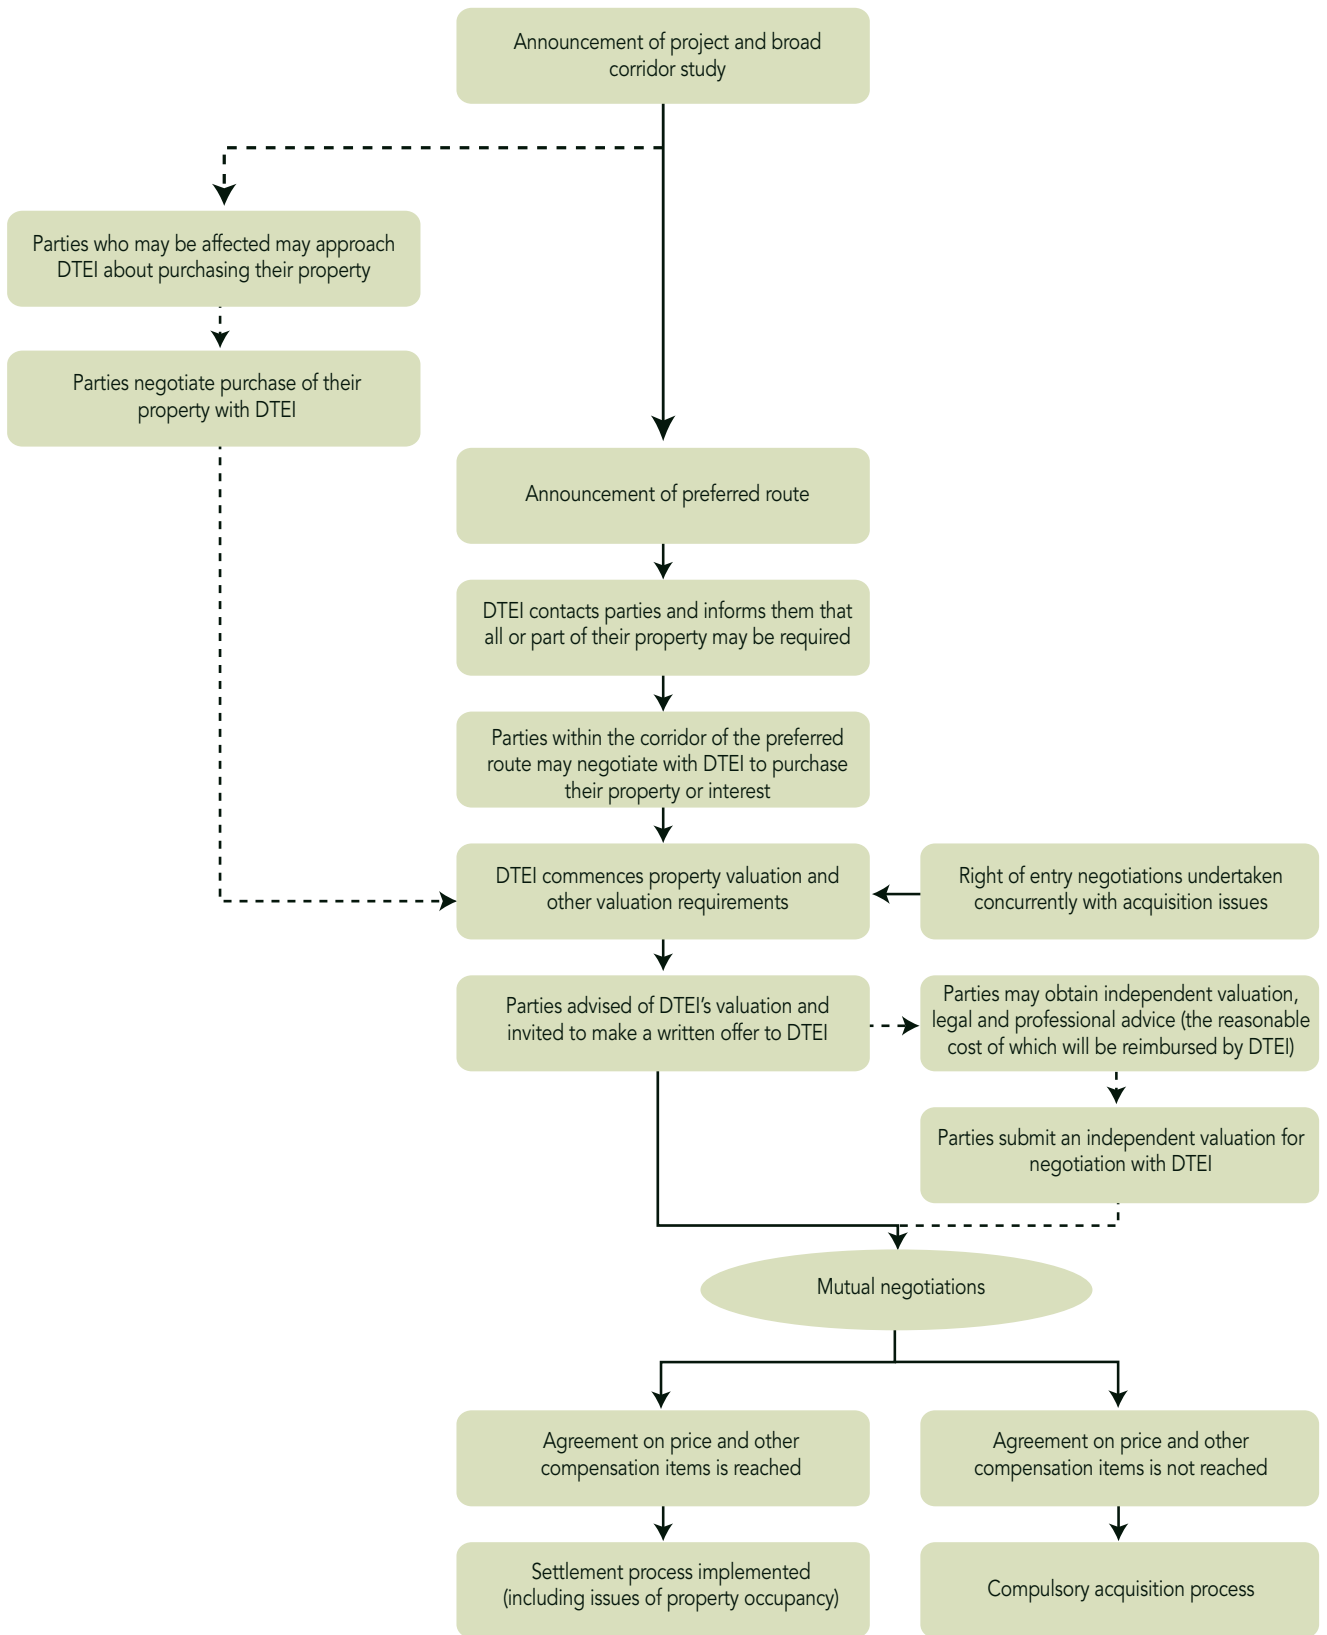 Announcement of project and broad
corridor study
Parties who may be affected may approach
DTEI about purchasing their property
Parties negotiate purchase of their
property with DTEI
Announcement of preferred route
DTEI contacts parties and informs them that
all or part of their property may be required
Parties within the corridor of the preferred
route may negotiate with DTEI to purchase
their property or interest
DTEI commences property valuation and
other valuation requirements
Right of entry negotiations undertaken
concurrently with acquisition issues
Parties advised of DTEI's valuation and
invited to make a written offer to DTEI
Parties may obtain independent valuation,
legal and professional advice (the reasonable
cost of which will be reimbursed by DTEI)
Parties submit an independent valuation for
negotiation with DTEI
Mutual negotiations
Agreement on price and other
compensation items is reached
Agreement on price and other
compensation items is not reached
Settlement process implemented
(including issues of property occupancy)
Compulsory acquisition process